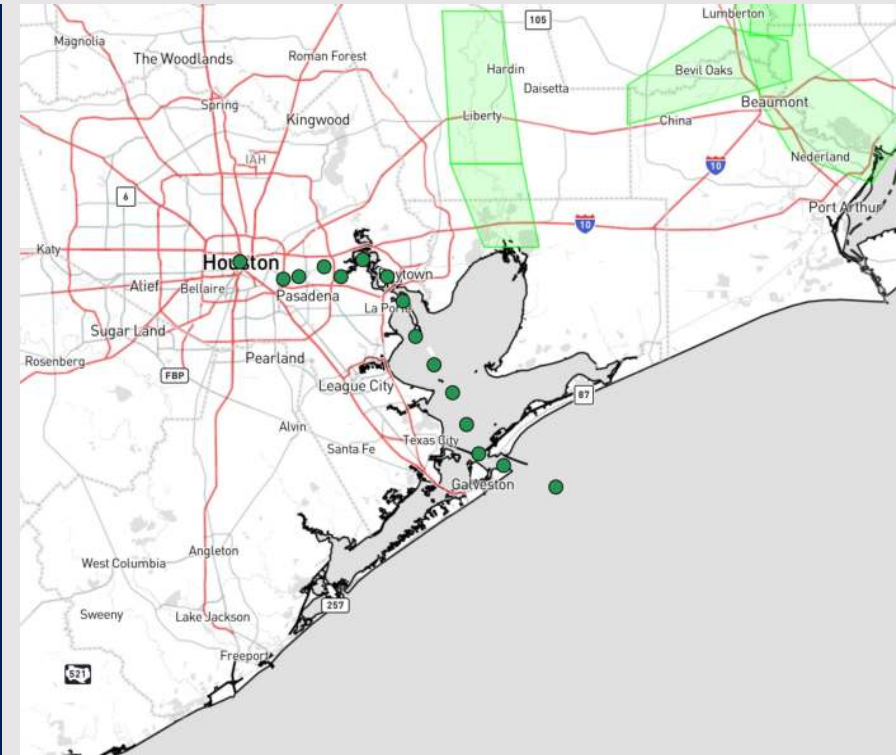 Lumberton
105
Magnolia
The Woodlands
Roman Forest
Hardin
Bevil Oaks
Daisetta
Spring
Beaumont
Kingwood
Liberty
China
IAH
Nederland
10
6
Port Arthur
10
Katy
Houston
Alief
Bellaire
Pasadena
La Porte
Sugar Land
Rosenberg
Pearland
FBP
League City
87
Alvin
Texas City
Santa Fe
Galveston
Angleton
West Columbia
257
Sweeny
Lake Jackson
Freeport
521